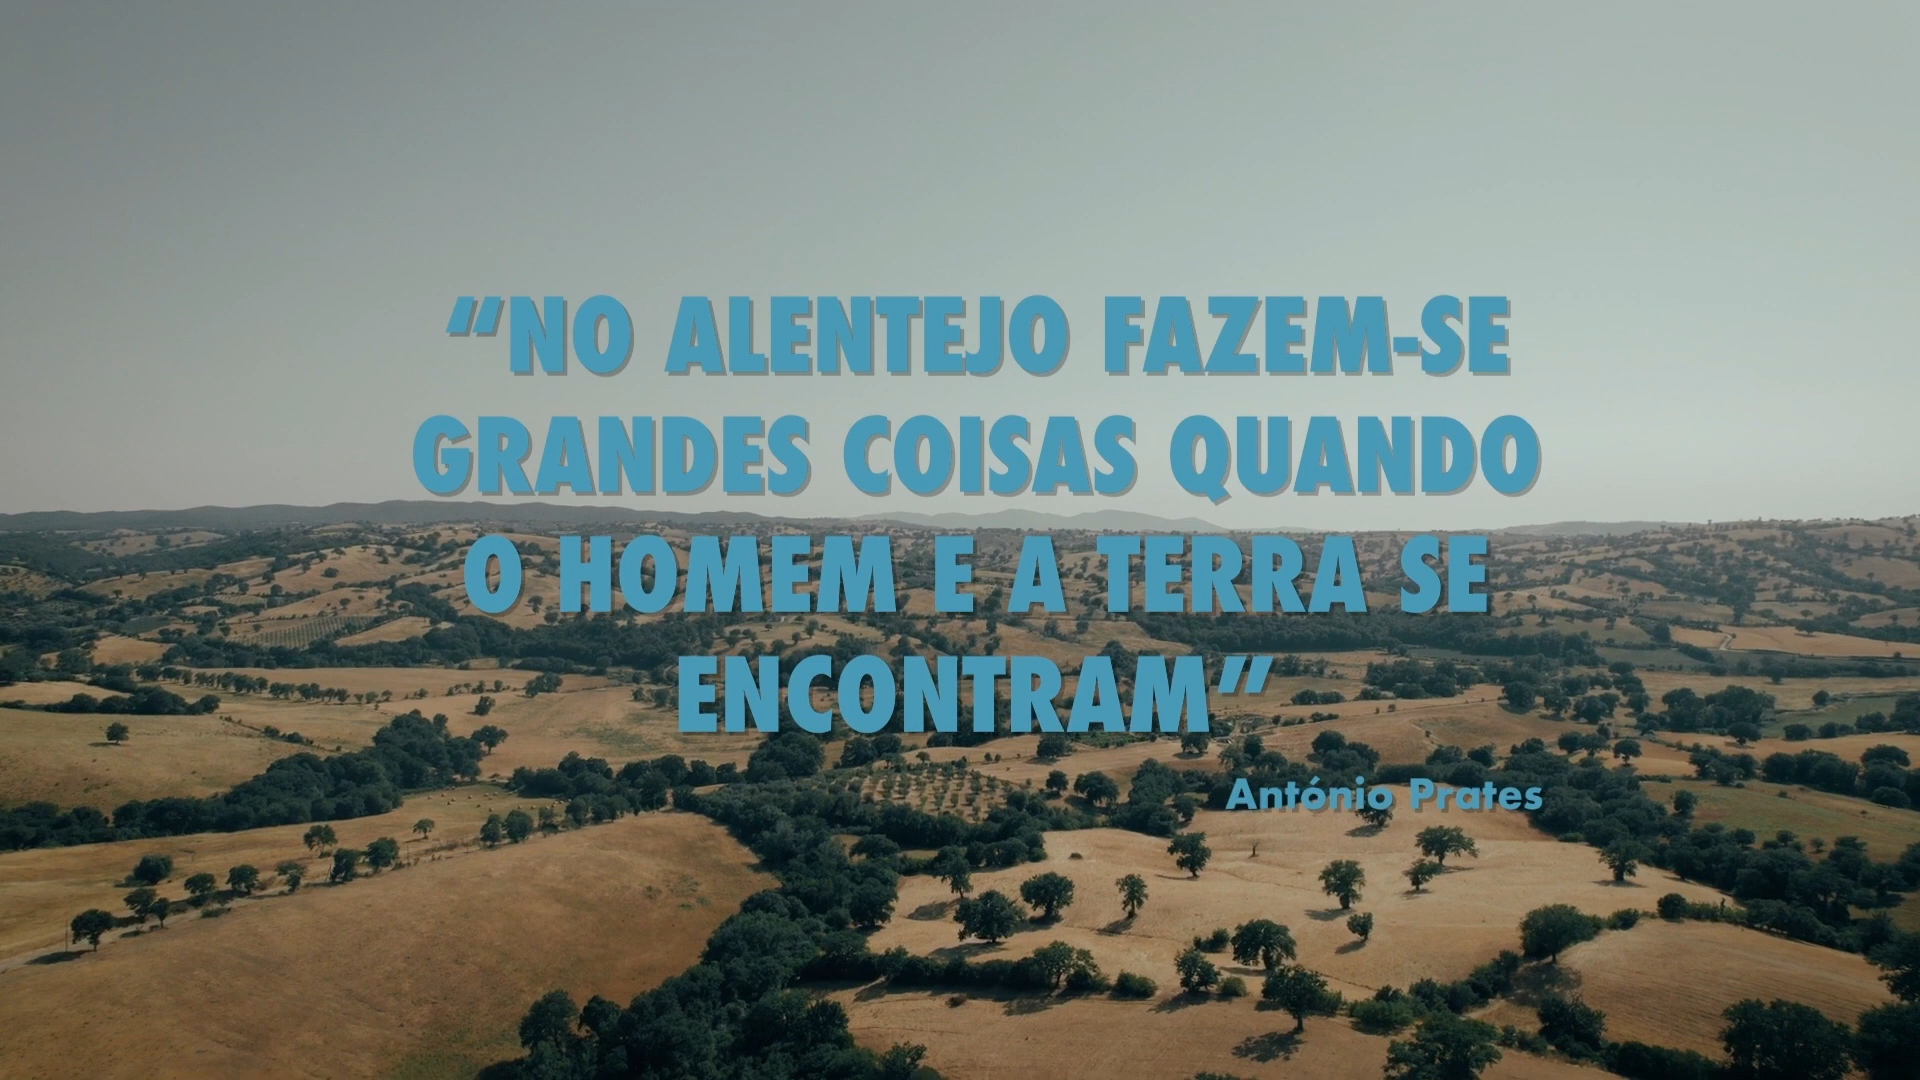 “NO ALENTEJO FAZEM-SE
GRANDES COISAS QUANDO
O HOMEM E A TERRA SE
ENCONTRAM”
António Prates